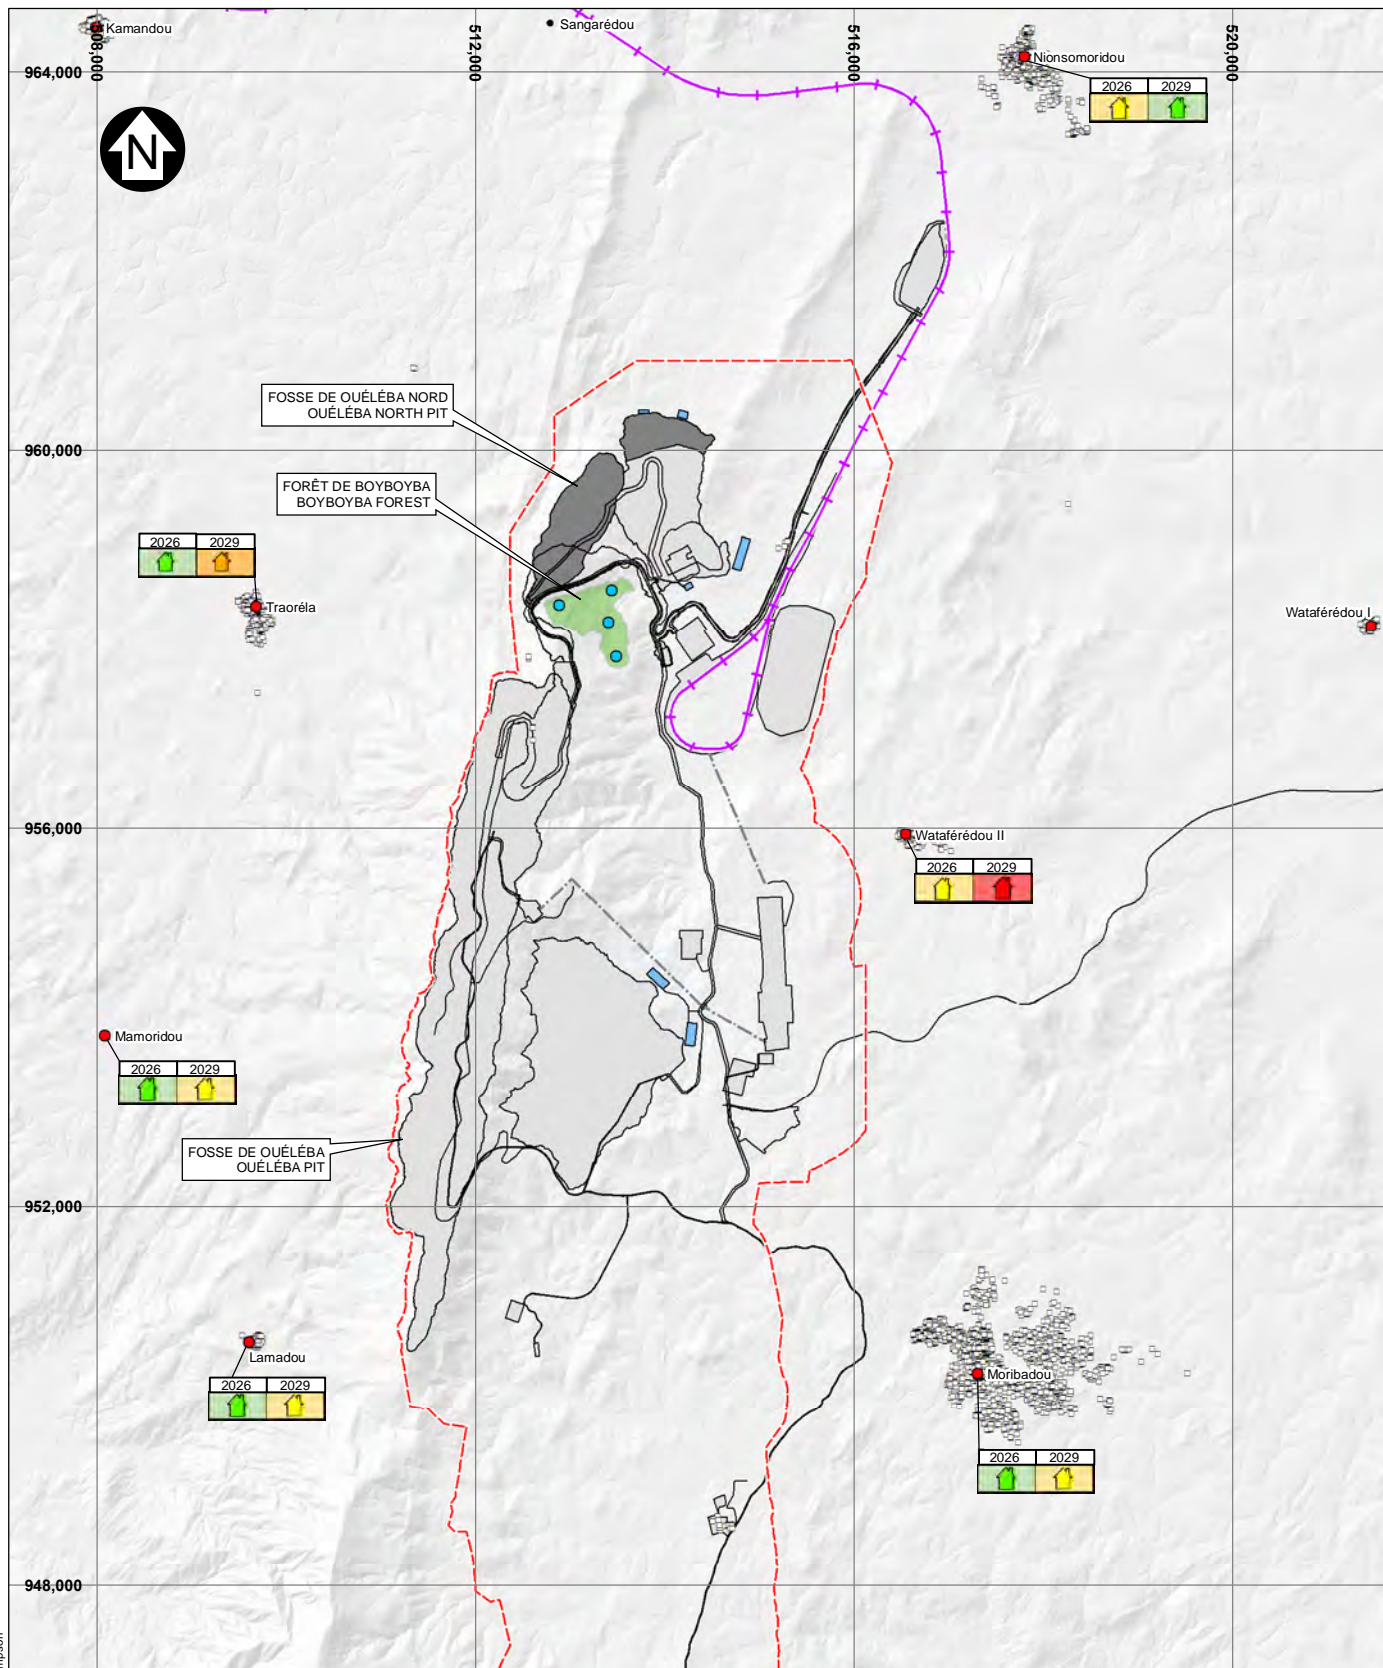 Kamandou
508,000
512,000
Sangarédou
516,000
520,000
Nionsomoridou
964,000
2026 2029
N
FOSSE DE OUÉLÉBA NORD
OUÉLÉBA NORTH PIT
960,000
FORÊT DE BOYBOYBA
BOYBOYBA FOREST
2026 2029
Traoréla
Wataférédou I
956,000
Wataférédou II
2026 2029
Mamoridou
2026 2029
FOSSE DE OUÉLÉBA
OUÉLÉBA PIT
952,000
Lamadou
2026 2029
Moribadou
2026 2029
948,000